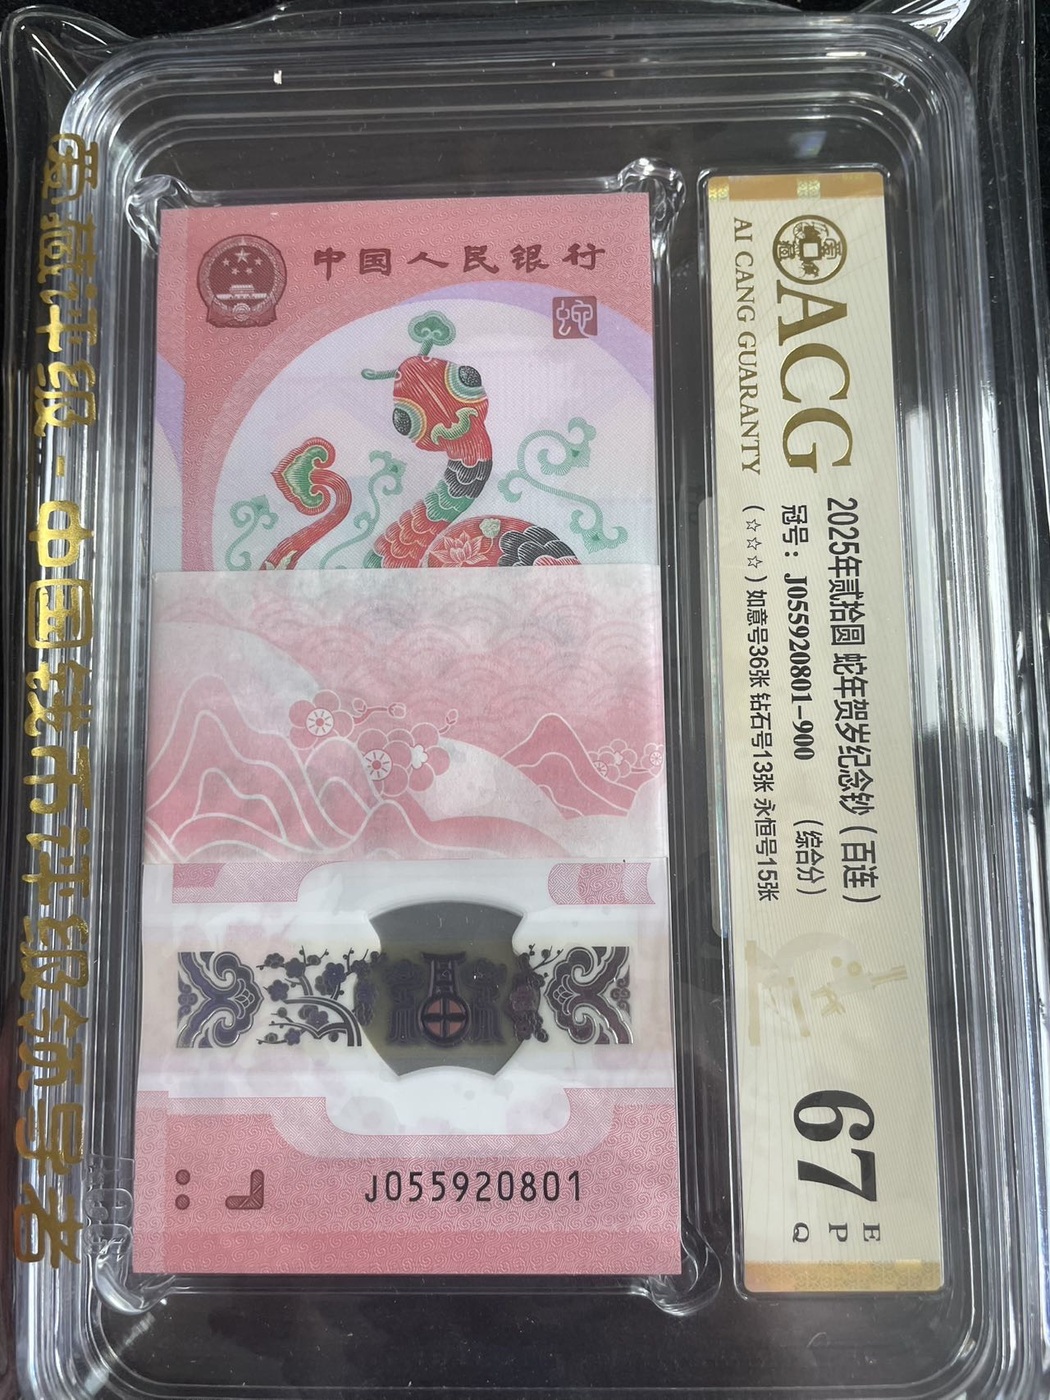 爱藏评级-中国钱币评级领导者
中国人民银行
蛇
J055920801
ACG
AI CANG GUARANTY
2025年贰拾圆 蛇年贺岁纪念钞（百连）
冠号：J055920801-900 （综合分）
(☆☆☆) 如意号36张 钻石号13张 永恒号15张
67
E
P
Q